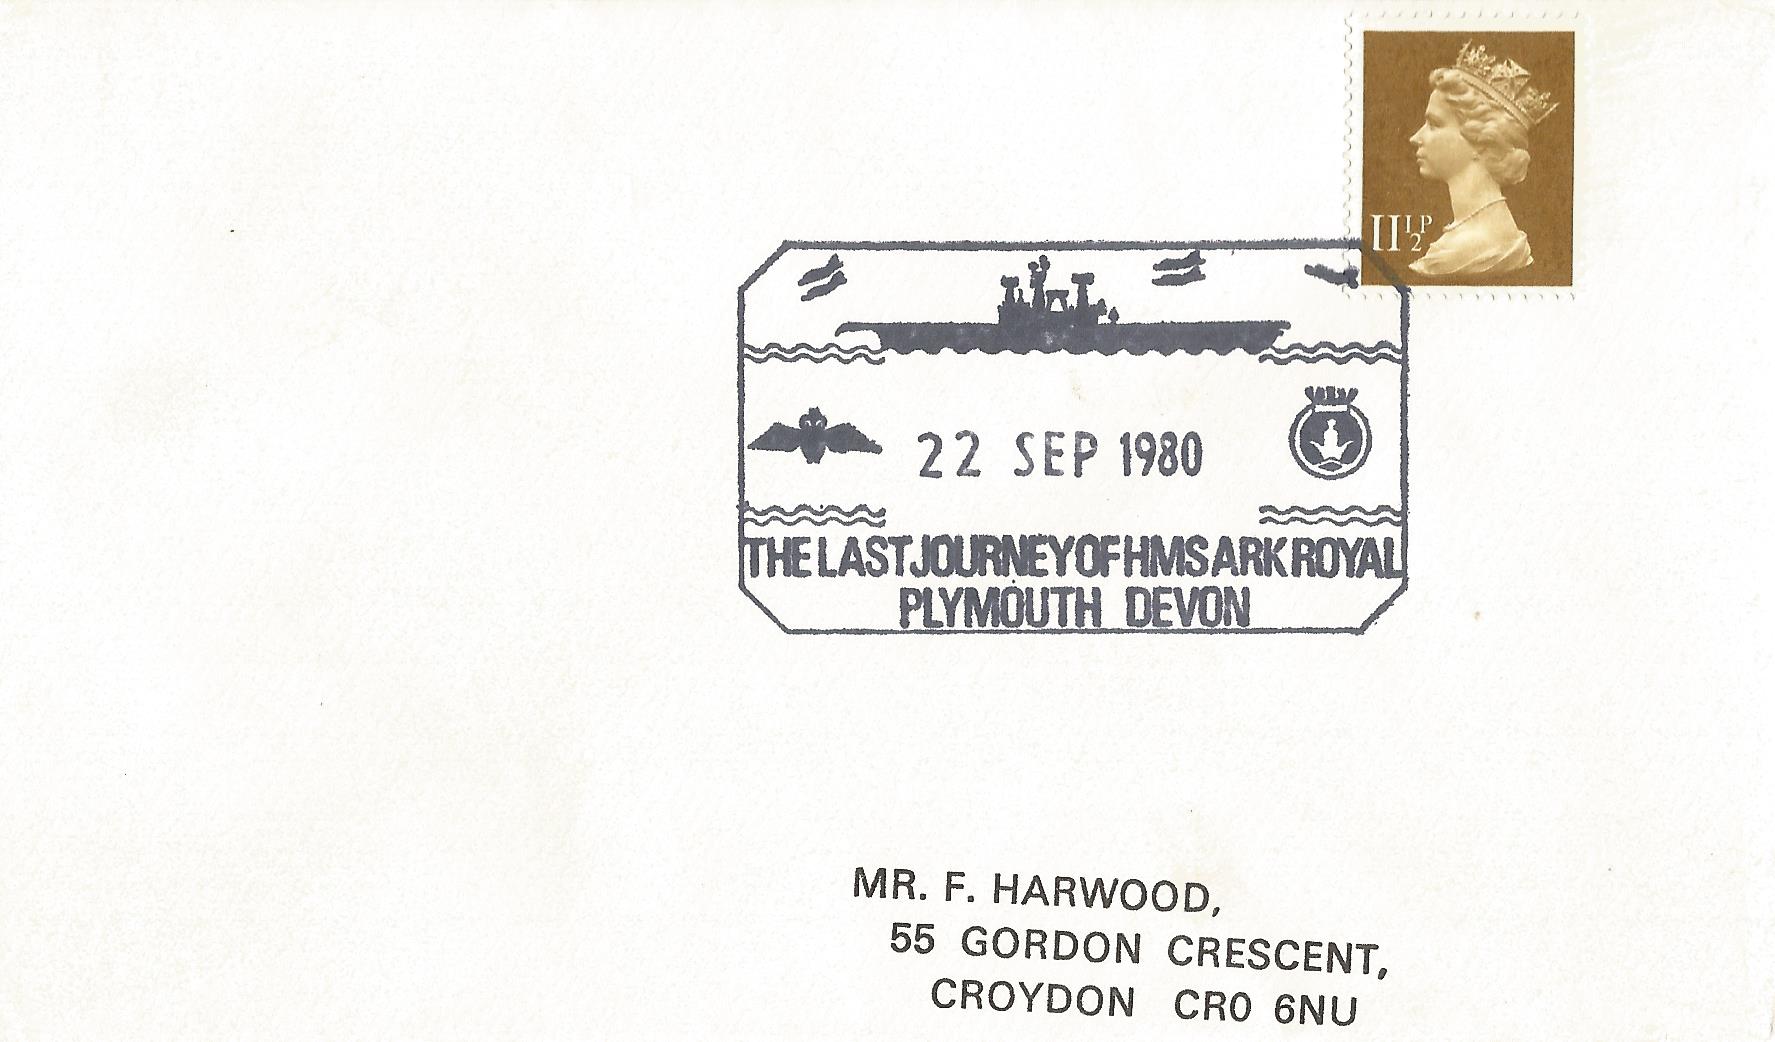 11½P
22 SEP 1980
THE LAST JOURNEY OF HMS ARK ROYAL
PLYMOUTH DEVON
MR. F. HARWOOD,
55 GORDON CRESCENT,
CROYDON CR0 6NU